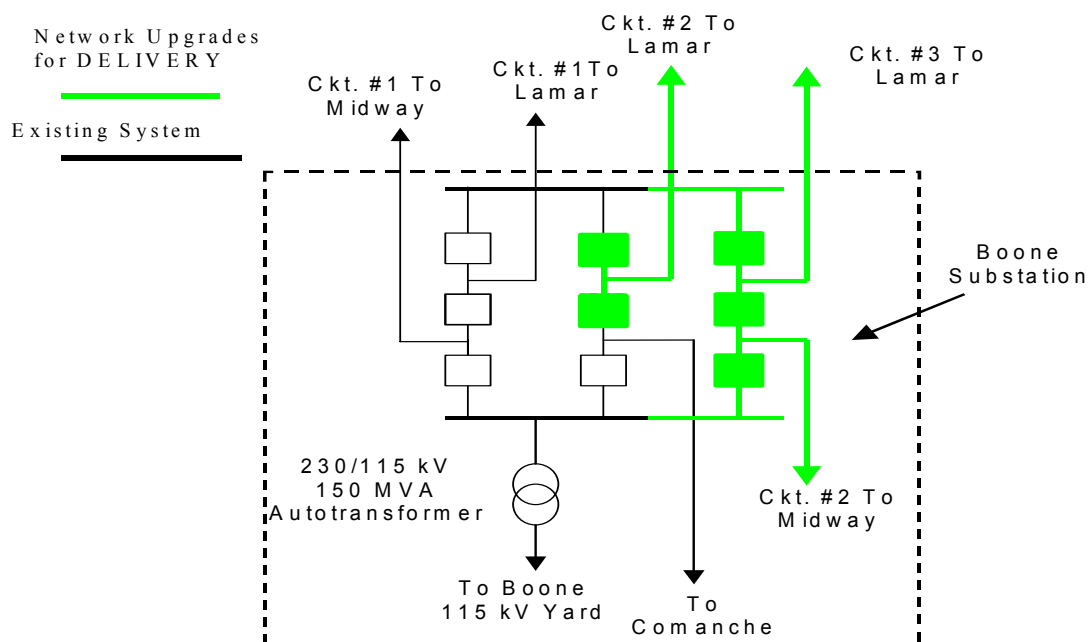 Network Upgrades
for DELIVERY
Existing System
Ckt. #1 To
Midway
Ckt. #1To
Lamar
Ckt. #2 To
Lamar
Ckt. #3 To
Lamar
Boone
Substation
230/115 kV
150 MVA
Autotransformer
Ckt. #2 To
Midway
To Boone
115 kV Yard
To
Comanche